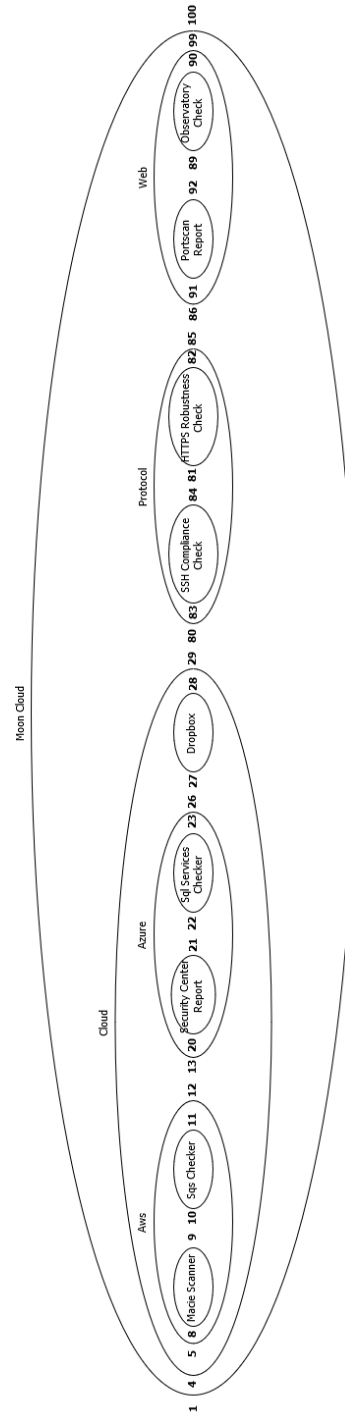 Moon Cloud
Cloud
Aws
Azure
Protocol
Web
1
4
5
8
Macie Scanner
9
10
Sqs Checker
11
12
13
20
Security Center
Report
21
22
Sql Services
Checker
23
26
27
Dropbox
28
29
80
83
SSH Compliance
Check
84
81
HTTPS Robustness
Check
82
85
86
91
Portscan
Report
92
89
Observatory
Check
90
99
100